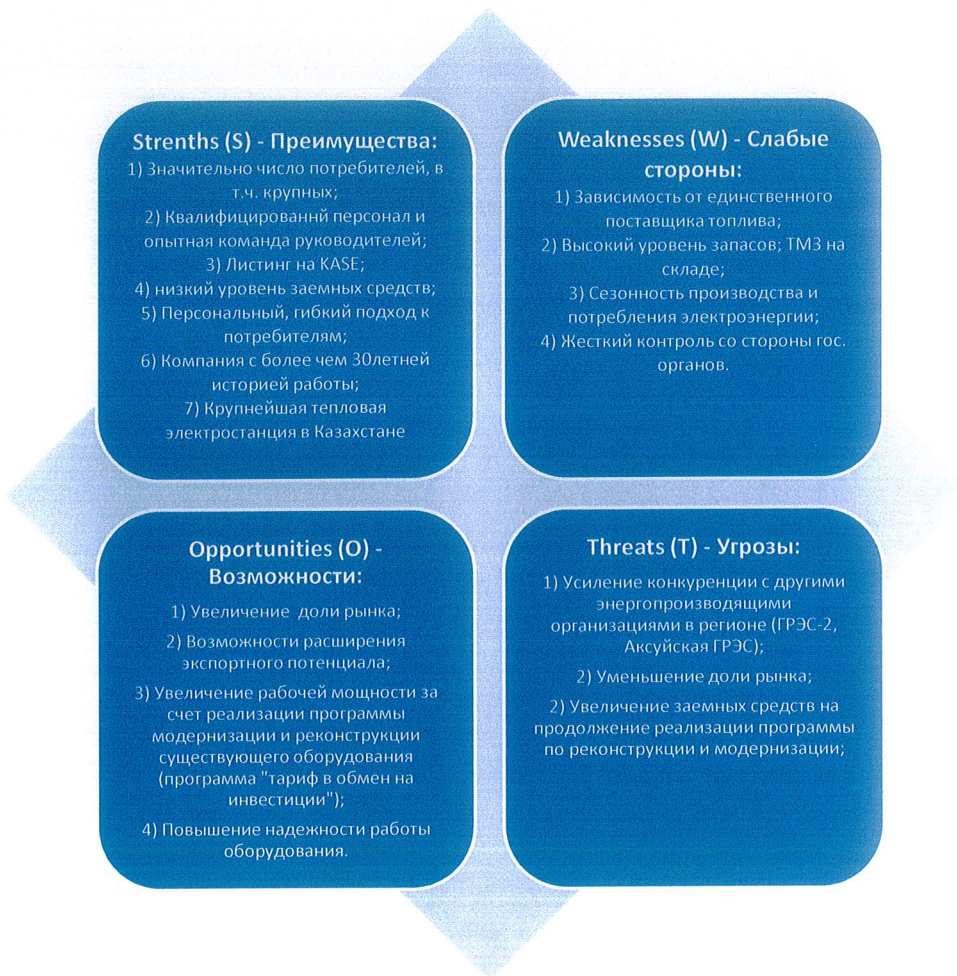 Strenths (S) - Преимущества:
1) Значительно число потребителей, в
т.ч. крупных;
2) Квалифицированнй персонал и
опытная команда руководителей;
3) Листинг на KASE;
4) низкий уровень заемных средств;
5) Персональный, гибкий подход к
потребителям;
6) Компания с более чем 30летней
историей работы;
7) Крупнейшая тепловая
электростанция в Казахстане
Weaknesses (W) - Слабые
стороны:
1) Зависимость от единственного
поставщика топлива;
2) Высокий уровень запасов; ТМЗ на
складе;
3) Сезонность производства и
потребления электроэнергии;
4) Жесткий контроль со стороны гос.
органов.
Opportunities (O) -
Возможности:
1) Увеличение доли рынка;
2) Возможности расширения
экспортного потенциала;
3) Увеличение рабочей мощности за
счет реализации программы
модернизации и реконструкции
существующего оборудования
(программа "тариф в обмен на
инвестиции");
4) Повышение надежности работы
оборудования.
Threats (T) - Угрозы:
1) Усиление конкуренции с другими
энергопроизводящими
организациями в регионе (ГРЭС-2,
Аксуйская ГРЭС);
2) Уменьшение доли рынка;
2) Увеличение заемных средств на
продолжение реализации программы
по реконструкции и модернизации;